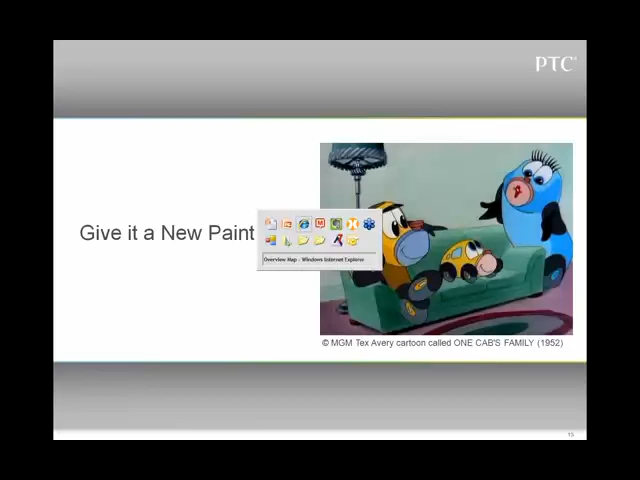 PTC®
Give it a New Paint
Overview Map - Windows Internet Explorer
© MGM Tex Avery cartoon called ONE CAB'S FAMILY (1952)
15